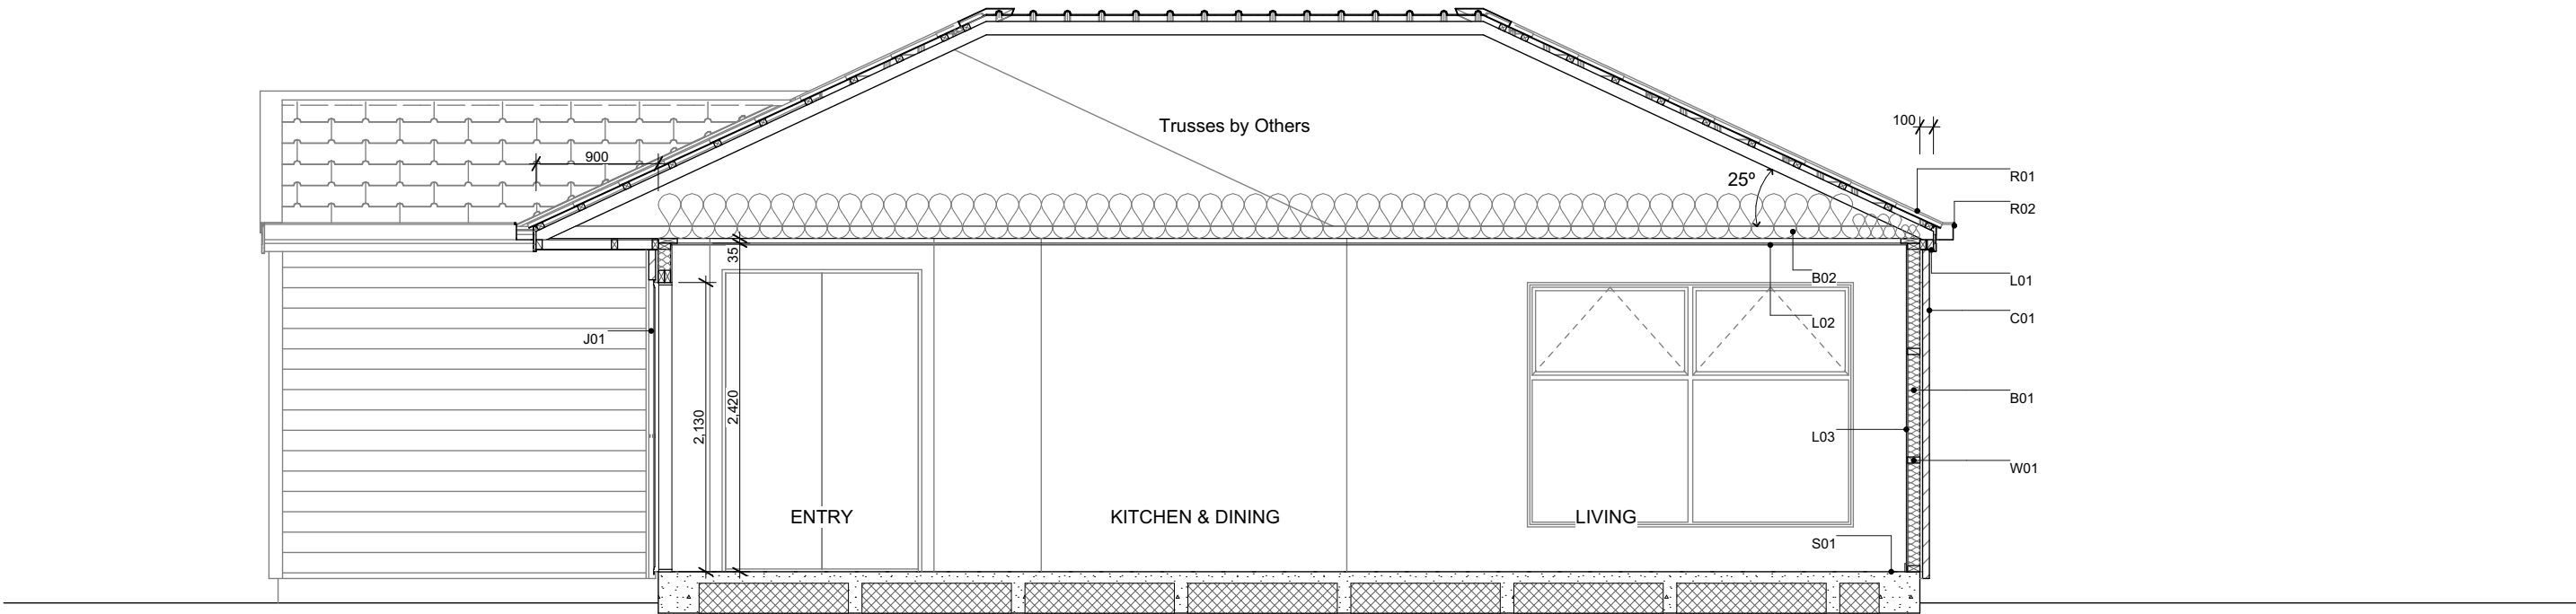 Trusses by Others
100
900
25°
R01
R02
35
B02
L01
C01
L02
J01
2,130
2,420
B01
L03
W01
ENTRY
KITCHEN & DINING
LIVING
S01